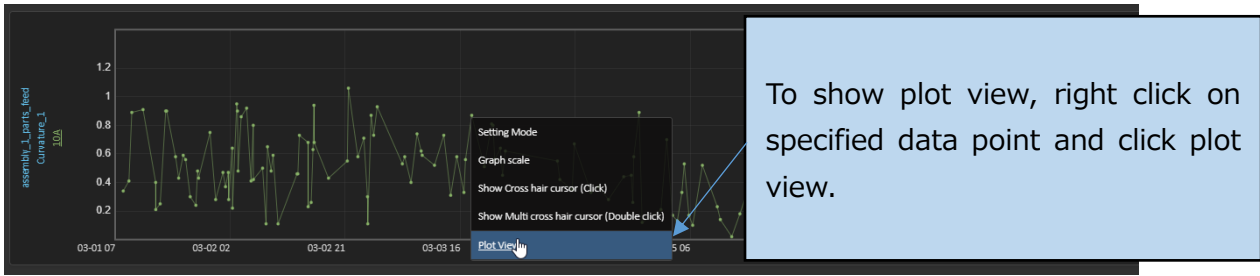 assembly_1_parts_feed
Curvature_1
10A
1.2
1
0.8
0.6
0.4
0.2
03-01 07
03-02 02
03-02 21
03-03 16
5 06
Setting Mode
Graph scale
Show Cross hair cursor (Click)
Show Multi cross hair cursor (Double click)
Plot View
To show plot view, right click on
specified data point and click plot
view.